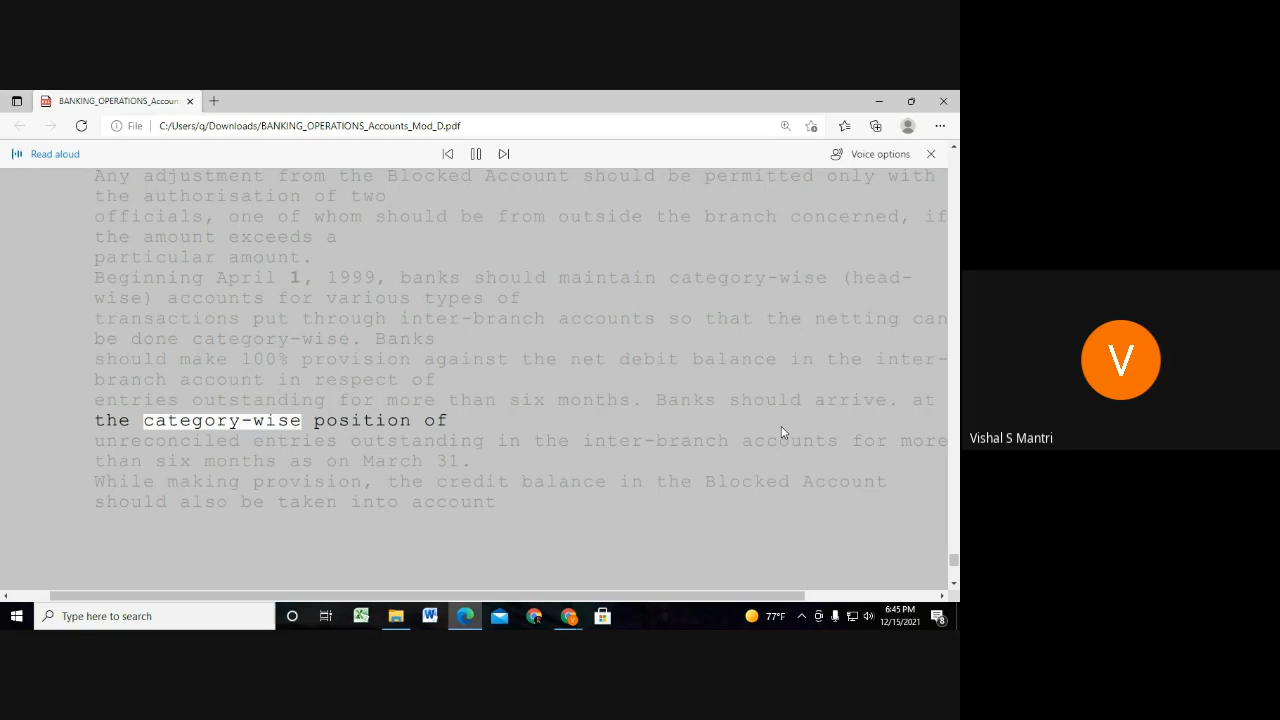 BANKING_OPERATIONS_Accoun
File
C:/Users/q/Downloads/BANKING_OPERATIONS_Accounts_Mod_D.pdf
Read aloud
Voice options
Any adjustment from the Blocked Account should be permitted only with
the authorisation of two
officials, one of whom should be from outside the branch concerned, if
the amount exceeds a
particular amount.
Beginning April 1, 1999, banks should maintain category-wise (head-
wise) accounts for various types of
transactions put through inter-branch accounts so that the netting can
be done category-wise. Banks
should make 100% provision against the net debit balance in the inter-
branch account in respect of
entries outstanding for more than six months. Banks should arrive. at
the category-wise position of
unreconciled entries outstanding in the inter-branch accounts for more
than six months as on March 31.
While making provision, the credit balance in the Blocked Account
should also be taken into account
V
Vishal S Mantri
Type here to search
77°F
6:45 PM
12/15/2021
8